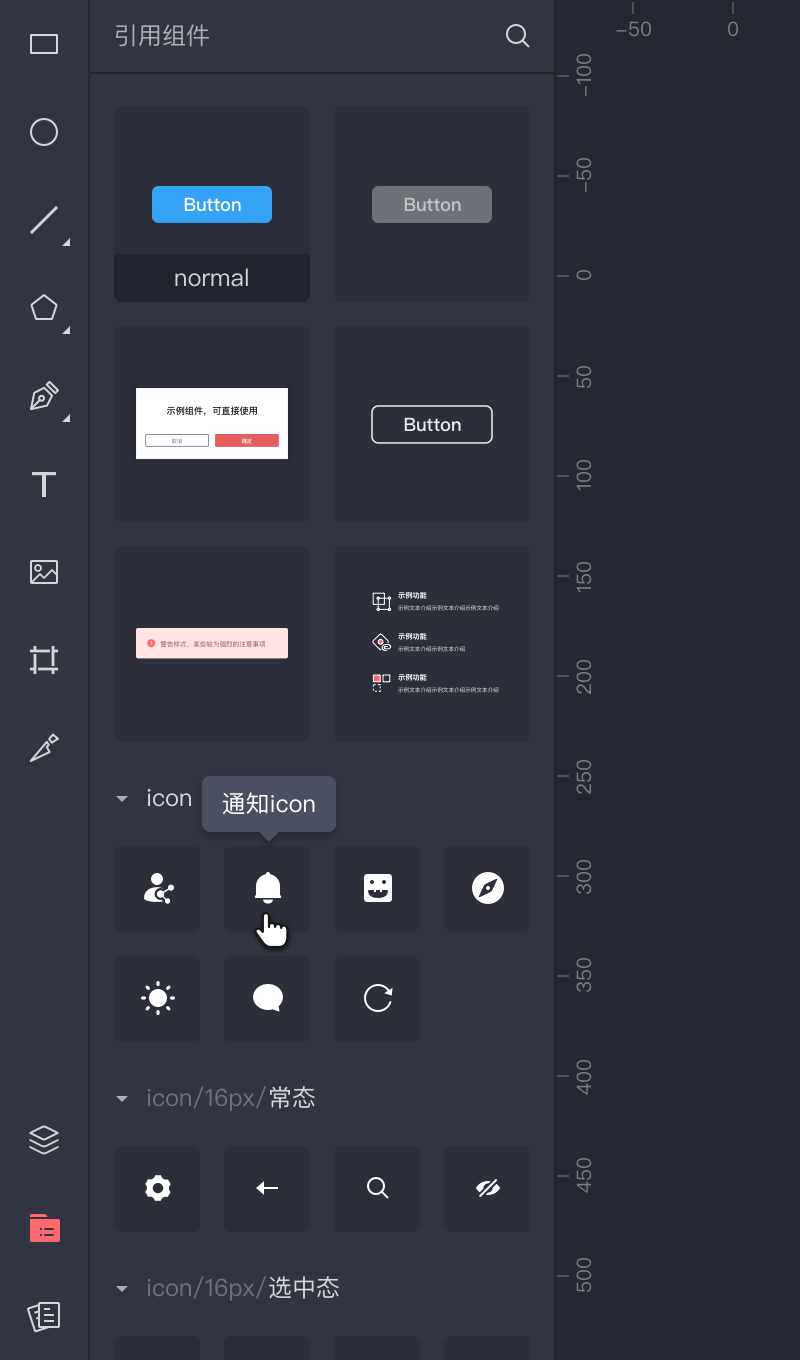 引用组件
Button
Button
normal
示例组件，可直接使用
取消
确定
Button
警告样式，某些较为强烈的注意事项
示例功能
示例文本介绍示例文本介绍示例文本介绍
示例功能
示例文本介绍示例文本介绍
示例功能
示例文本介绍示例文本介绍示例文本介绍
icon
通知icon
icon/16px/常态
icon/16px/选中态
−50
0
−100
−50
0
50
100
150
200
250
300
350
400
450
500